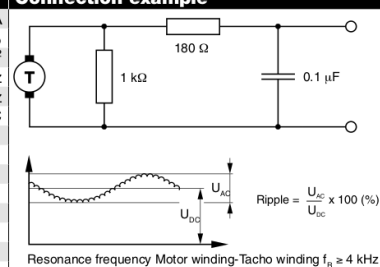 Connection example
180 Ω
T
1 kΩ
0.1 µF
U_AC
U_DC
Ripple = U_AC / U_DC x 100 (%)
Resonance frequency Motor winding-Tacho winding f_R ≥ 4 kHz